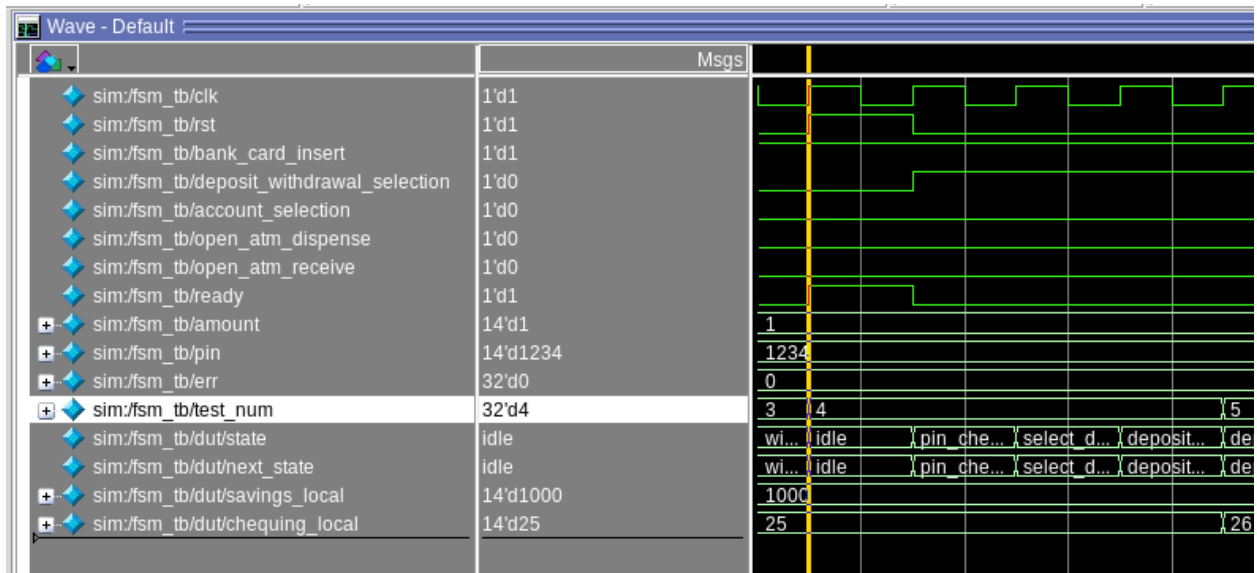 Wave - Default
Msgs
sim:/fsm_tb/clk 1'd1
sim:/fsm_tb/rst 1'd1
sim:/fsm_tb/bank_card_insert 1'd1
sim:/fsm_tb/deposit_withdrawal_selection 1'd0
sim:/fsm_tb/account_selection 1'd0
sim:/fsm_tb/open_atm_dispense 1'd0
sim:/fsm_tb/open_atm_receive 1'd0
sim:/fsm_tb/ready 1'd1
sim:/fsm_tb/amount 14'd1 1
sim:/fsm_tb/pin 14'd1234 1234
sim:/fsm_tb/err 32'd0 0
sim:/fsm_tb/test_num 32'd4 3 4 5
sim:/fsm_tb/dut/state idle wi... idle pin_che... select_d... deposit... de
sim:/fsm_tb/dut/next_state idle wi... idle pin_che... select_d... deposit... de
sim:/fsm_tb/dut/savings_local 14'd1000 1000
sim:/fsm_tb/dut/chequing_local 14'd25 25 26